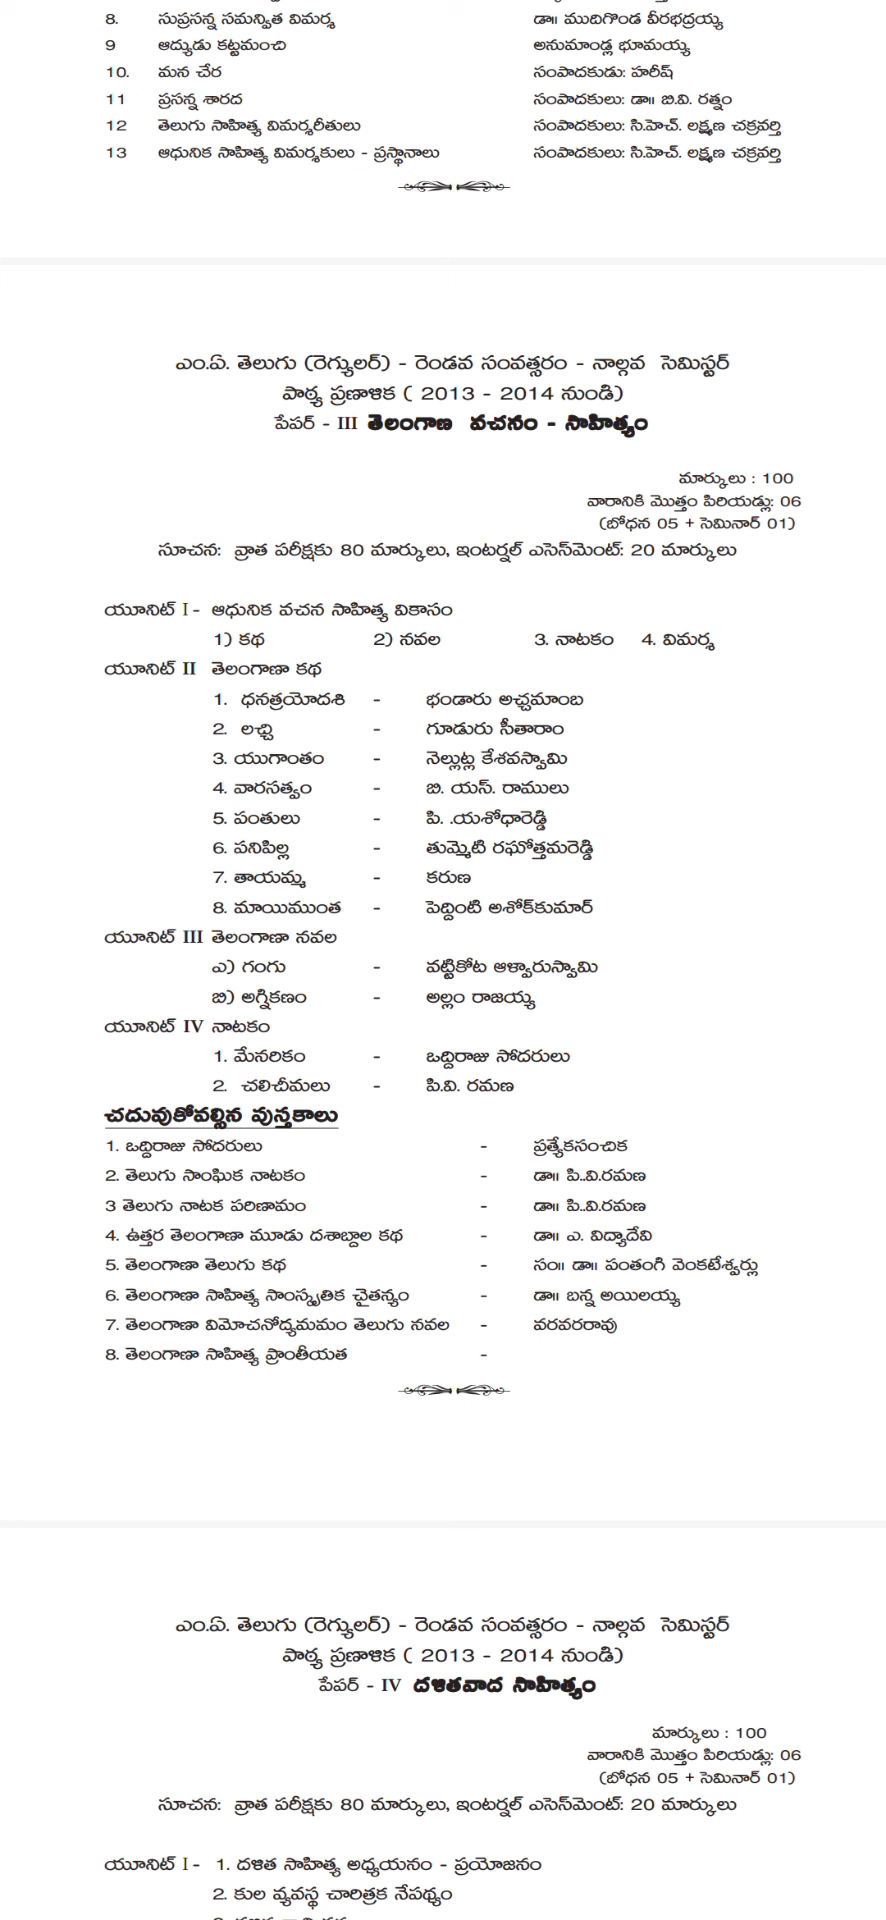 8. సుప్రసన్న సమన్విత విమర్శ డా॥ ముదిగొండ వీరభద్రయ్య
9 ఆద్యుడు కట్టమంచి అనుమాండ్ల భూమయ్య
10. మన చేర సంపాదకుడు: హరీష్
11 ప్రసన్న శారద సంపాదకులు: డా॥ బి.వి. రత్నం
12 తెలుగు సాహిత్య విమర్శరీతులు సంపాదకులు: సి.హెచ్. లక్ష్మణ చక్రవర్తి
13 ఆధునిక సాహిత్య విమర్శకులు - ప్రస్థానాలు సంపాదకులు: సి.హెచ్. లక్ష్మణ చక్రవర్తి
ఎం.ఏ. తెలుగు (రెగ్యులర్) - రెండవ సంవత్సరం - నాల్గవ సెమిస్టర్
పాఠ్య ప్రణాళిక ( 2013 - 2014 నుండి)
పేపర్ - III తెలంగాణ వచనం - సాహిత్యం
మార్కులు : 100
వారానికి మొత్తం పిరియడ్లు: 06
(బోధన 05 + సెమినార్ 01)
సూచన: వ్రాత పరీక్షకు 80 మార్కులు, ఇంటర్నల్ ఎసెస్‌మెంట్: 20 మార్కులు
యూనిట్ I - ఆధునిక వచన సాహిత్య వికాసం
1) కథ 2) నవల 3. నాటకం 4. విమర్శ
యూనిట్ II తెలంగాణా కథ
1. ధనత్రయోదశి - భండారు అచ్చమాంబ
2. లచ్చి - గూడురు సీతారాం
3. యుగాంతం - నెల్లుట్ల కేశవస్వామి
4. వారసత్వం - బి. యస్. రాములు
5. పంతులు - పి. .యశోధారెడ్డి
6. పనిపిల్ల - తుమ్మెటి రఘోత్తమరెడ్డి
7. తాయమ్మ - కరుణ
8. మాయిముంత - పెద్దింటి అశోక్‌కుమార్
యూనిట్ III తెలంగాణా నవల
ఎ) గంగు - వట్టికోట ఆళ్వారుస్వామి
బి) అగ్నికణం - అల్లం రాజయ్య
యూనిట్ IV నాటకం
1. మేనరికం - ఒద్దిరాజు సోదరులు
2. చలిచీమలు - పి.వి. రమణ
చదువుకోవల్సిన పుస్తకాలు
1. ఒద్దిరాజు సోదరులు - ప్రత్యేకసంచిక
2. తెలుగు సాంఘిక నాటకం - డా॥ పి..వి.రమణ
3 తెలుగు నాటక పరిణామం - డా॥ పి..వి.రమణ
4. ఉత్తర తెలంగాణా మూడు దశాబ్దాల కథ - డా॥ ఎ. విద్యాదేవి
5. తెలంగాణా తెలుగు కథ - సం॥ డా॥ పంతంగి వెంకటేశ్వర్లు
6. తెలంగాణా సాహిత్య సాంస్కృతిక చైతన్యం - డా॥ బన్న అయిలయ్య
7. తెలంగాణా విమోచనోద్యమమం తెలుగు నవల - వరవరరావు
8. తెలంగాణా సాహిత్య ప్రాంతీయత -
ఎం.ఏ. తెలుగు (రెగ్యులర్) - రెండవ సంవత్సరం - నాల్గవ సెమిస్టర్
పాఠ్య ప్రణాళిక ( 2013 - 2014 నుండి)
పేపర్ - IV దళితవాద సాహిత్యం
మార్కులు : 100
వారానికి మొత్తం పిరియడ్లు: 06
(బోధన 05 + సెమినార్ 01)
సూచన: వ్రాత పరీక్షకు 80 మార్కులు, ఇంటర్నల్ ఎసెస్‌మెంట్: 20 మార్కులు
యూనిట్ I - 1. దళిత సాహిత్య అధ్యయనం - ప్రయోజనం
2. కుల వ్యవస్థ చారిత్రక నేపథ్యం